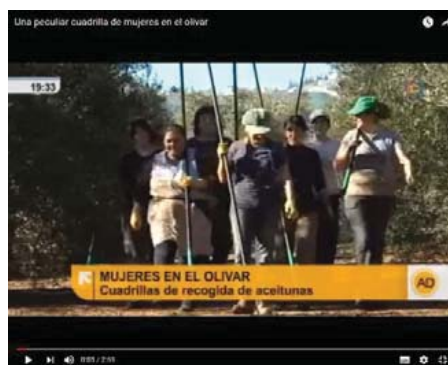 Una peculiar cuadrilla de mujeres en el olivar
19:33
MUJERES EN EL OLIVAR
Cuadrillas de recogida de aceitunas
AD